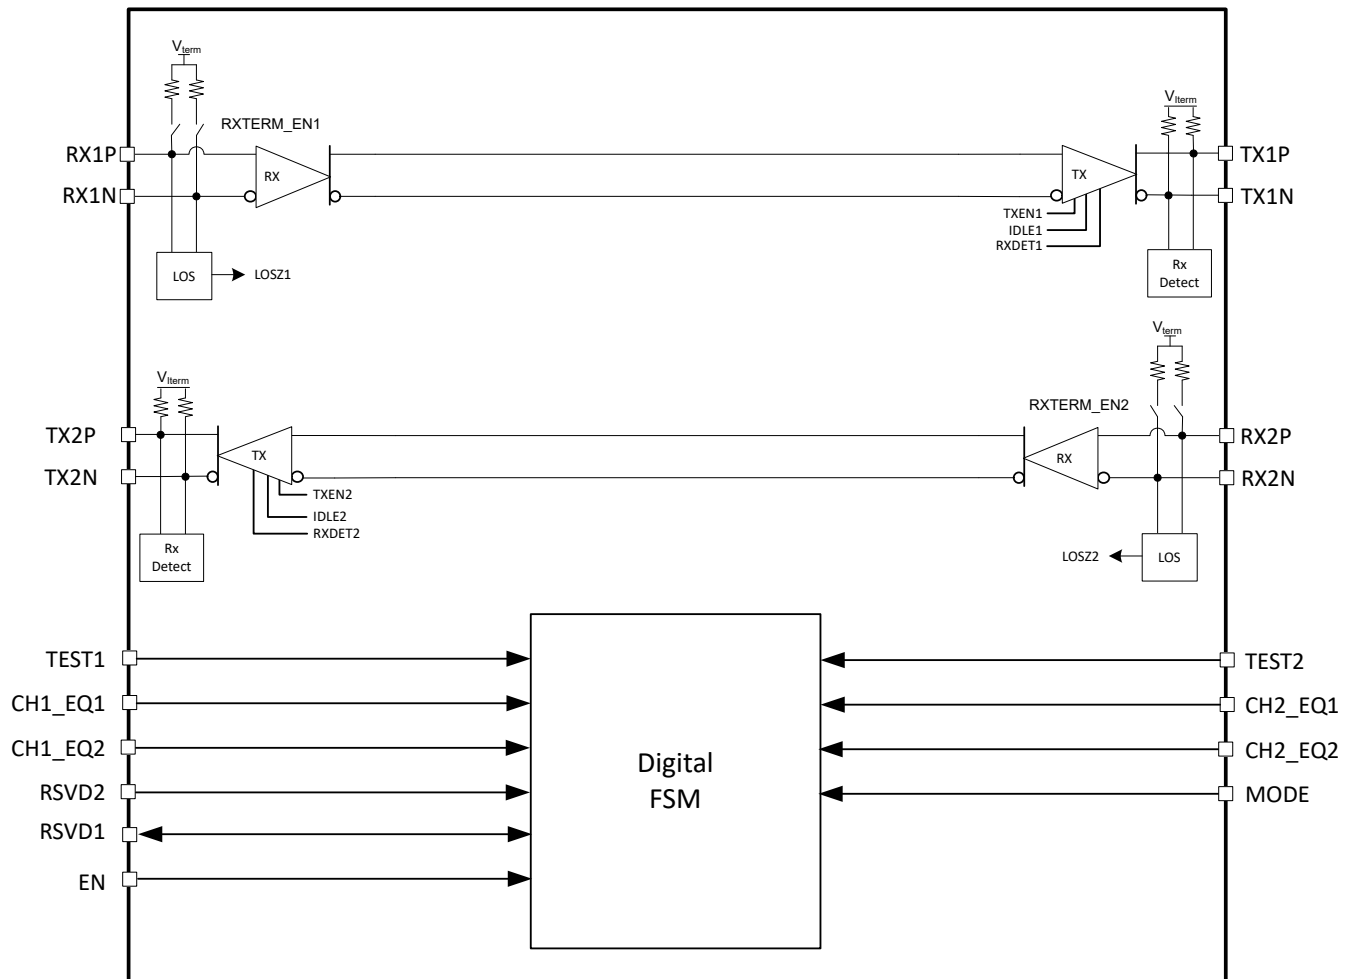 Vterm
RXTERM_EN1
RX1P
RX
RX1N
LOS
LOSZ1
VIterm
TX1P
TX
TX1N
TXEN1
IDLE1
RXDET1
Rx
Detect
VIterm
TX2P
TX
TX2N
TXEN2
IDLE2
RXDET2
Rx
Detect
Vterm
RXTERM_EN2
RX2P
RX
RX2N
LOSZ2
LOS
TEST1
CH1_EQ1
CH1_EQ2
RSVD2
RSVD1
EN
Digital
FSM
TEST2
CH2_EQ1
CH2_EQ2
MODE